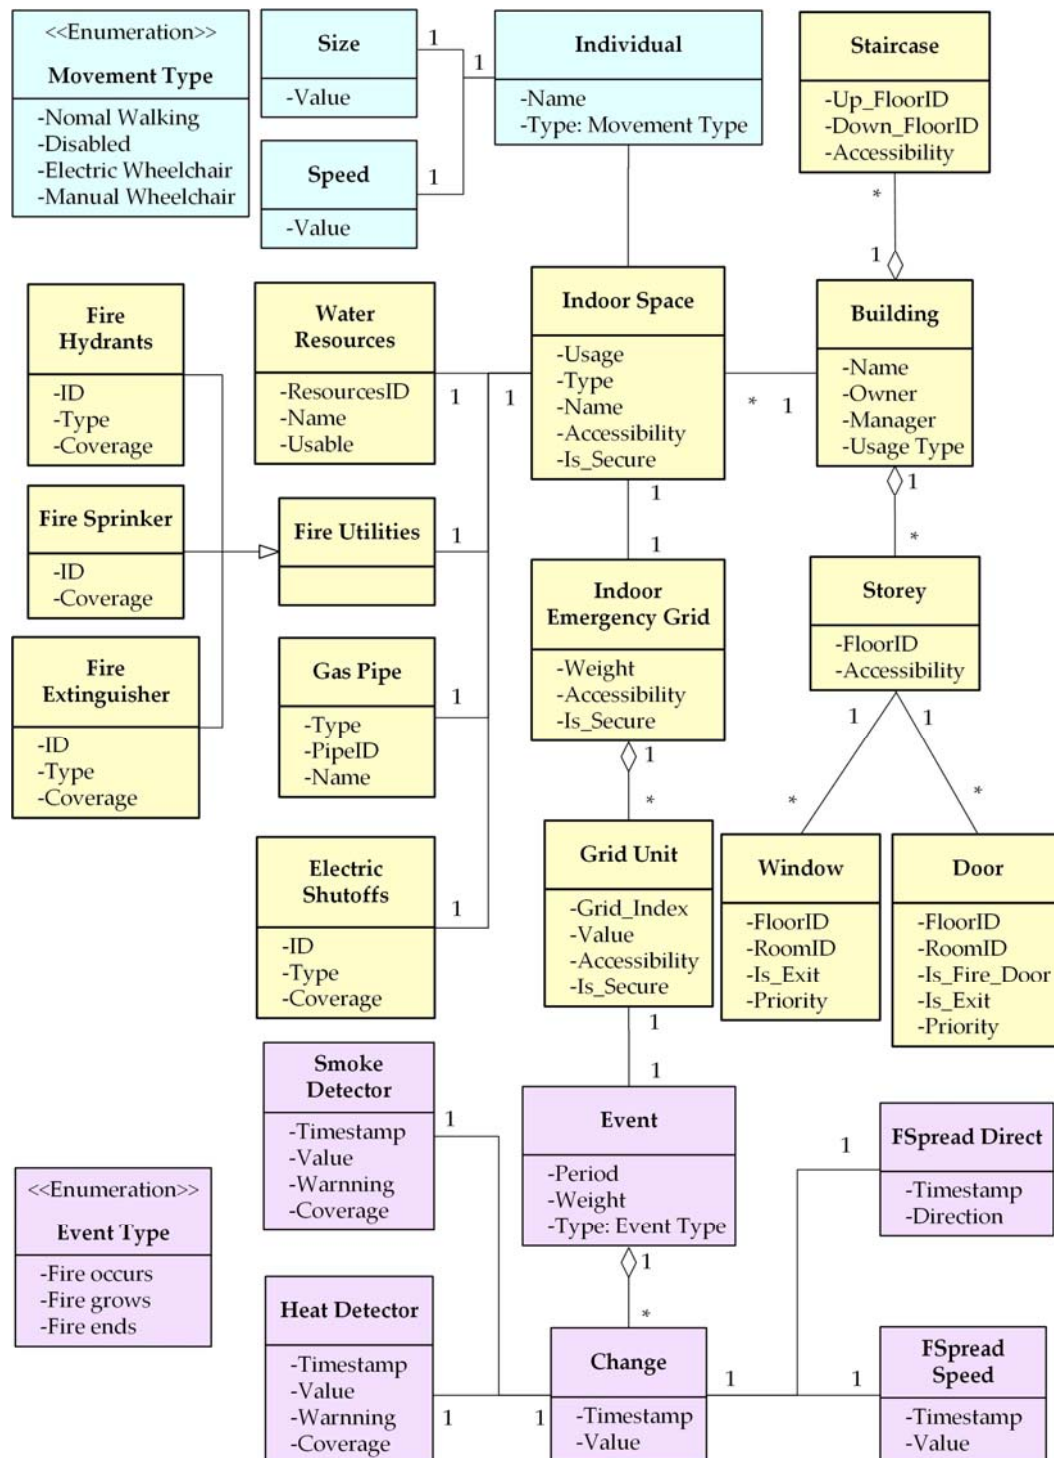 <<Enumeration>>
Movement Type
-Nomal Walking
-Disabled
-Electric Wheelchair
-Manual Wheelchair
Size
-Value
1
1
Individual
-Name
-Type: Movement Type
Speed
-Value
1
Staircase
-Up_FloorID
-Down_FloorID
-Accessibility
*
1
Fire
Hydrants
-ID
-Type
-Coverage
Water
Resources
-ResourcesID
-Name
-Usable
1
1
Indoor Space
-Usage
-Type
-Name
-Accessibility
-Is_Secure
*
1
Building
-Name
-Owner
-Manager
-Usage Type
1
*
1
1
Fire Sprinker
-ID
-Coverage
Fire Utilities
1
Indoor
Emergency Grid
-Weight
-Accessibility
-Is_Secure
Storey
-FloorID
-Accessibility
Fire
Extinguisher
-ID
-Type
-Coverage
Gas Pipe
-Type
-PipeID
-Name
1
1
*
1
1
*
*
Electric
Shutoffs
-ID
-Type
-Coverage
1
Grid Unit
-Grid_Index
-Value
-Accessibility
-Is_Secure
Window
-FloorID
-RoomID
-Is_Exit
-Priority
Door
-FloorID
-RoomID
-Is_Fire_Door
-Is_Exit
-Priority
1
1
Smoke
Detector
-Timestamp
-Value
-Warnning
-Coverage
1
Event
-Period
-Weight
-Type: Event Type
1
FSpread Direct
-Timestamp
-Direction
<<Enumeration>>
Event Type
-Fire occurs
-Fire grows
-Fire ends
1
*
Heat Detector
-Timestamp
-Value
-Warnning
-Coverage
1
1
Change
-Timestamp
-Value
1
1
FSpread
Speed
-Timestamp
-Value